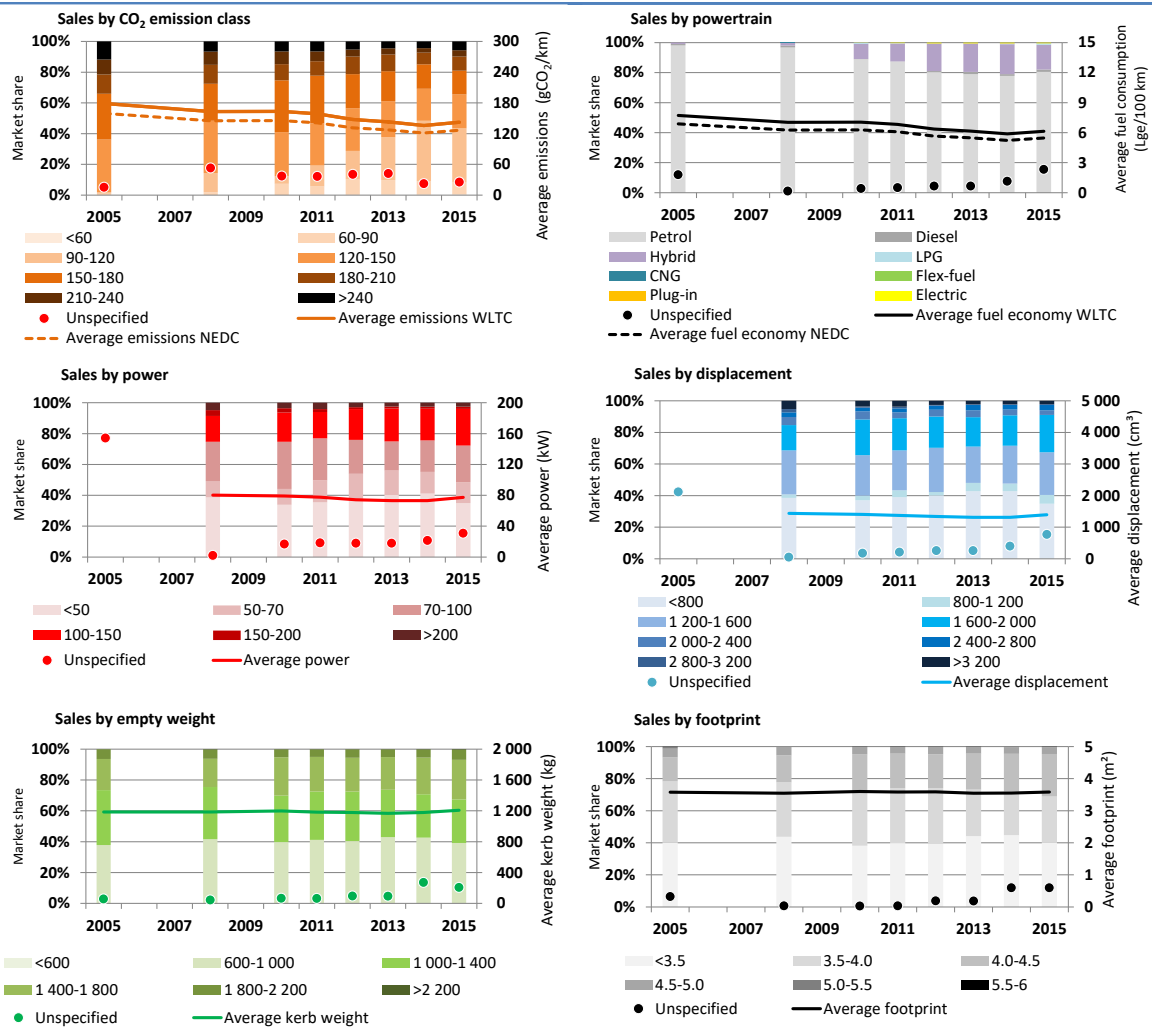 Sales by CO2 emission class
Market share
100%
80%
60%
40%
20%
0%
300
240
180
120
60
0
Average emissions (gCO2/km)
2005 2007 2009 2011 2013 2015
<60 60-90
90-120 120-150
150-180 180-210
210-240 >240
Unspecified Average emissions WLTC
Average emissions NEDC
Sales by powertrain
Market share
100%
80%
60%
40%
20%
0%
15
12
9
6
3
0
Average fuel consumption
(Lge/100 km)
2005 2007 2009 2011 2013 2015
Petrol Diesel
Hybrid LPG
CNG Flex-fuel
Plug-in Electric
Unspecified Average fuel economy WLTC
Average fuel economy NEDC
Sales by power
Market share
100%
80%
60%
40%
20%
0%
200
160
120
80
40
0
Average power (kW)
2005 2007 2009 2011 2013 2015
<50 50-70 70-100
100-150 150-200 >200
Unspecified Average power
Sales by displacement
Market share
100%
80%
60%
40%
20%
0%
5 000
4 000
3 000
2 000
1 000
0
Average displacement (cm³)
2005 2007 2009 2011 2013 2015
<800 800-1 200
1 200-1 600 1 600-2 000
2 000-2 400 2 400-2 800
2 800-3 200 >3 200
Unspecified Average displacement
Sales by empty weight
Market share
100%
80%
60%
40%
20%
0%
2 000
1 600
1200
800
400
0
Average kerb weight (kg)
2005 2007 2009 2011 2013 2015
<600 600-1 000 1 000-1 400
1 400-1 800 1 800-2 200 >2 200
Unspecified Average kerb weight
Sales by footprint
Market share
100%
80%
60%
40%
20%
0%
5
4
3
2
1
0
Average footprint (m²)
2005 2007 2009 2011 2013 2015
<3.5 3.5-4.0 4.0-4.5
4.5-5.0 5.0-5.5 5.5-6
Unspecified Average footprint